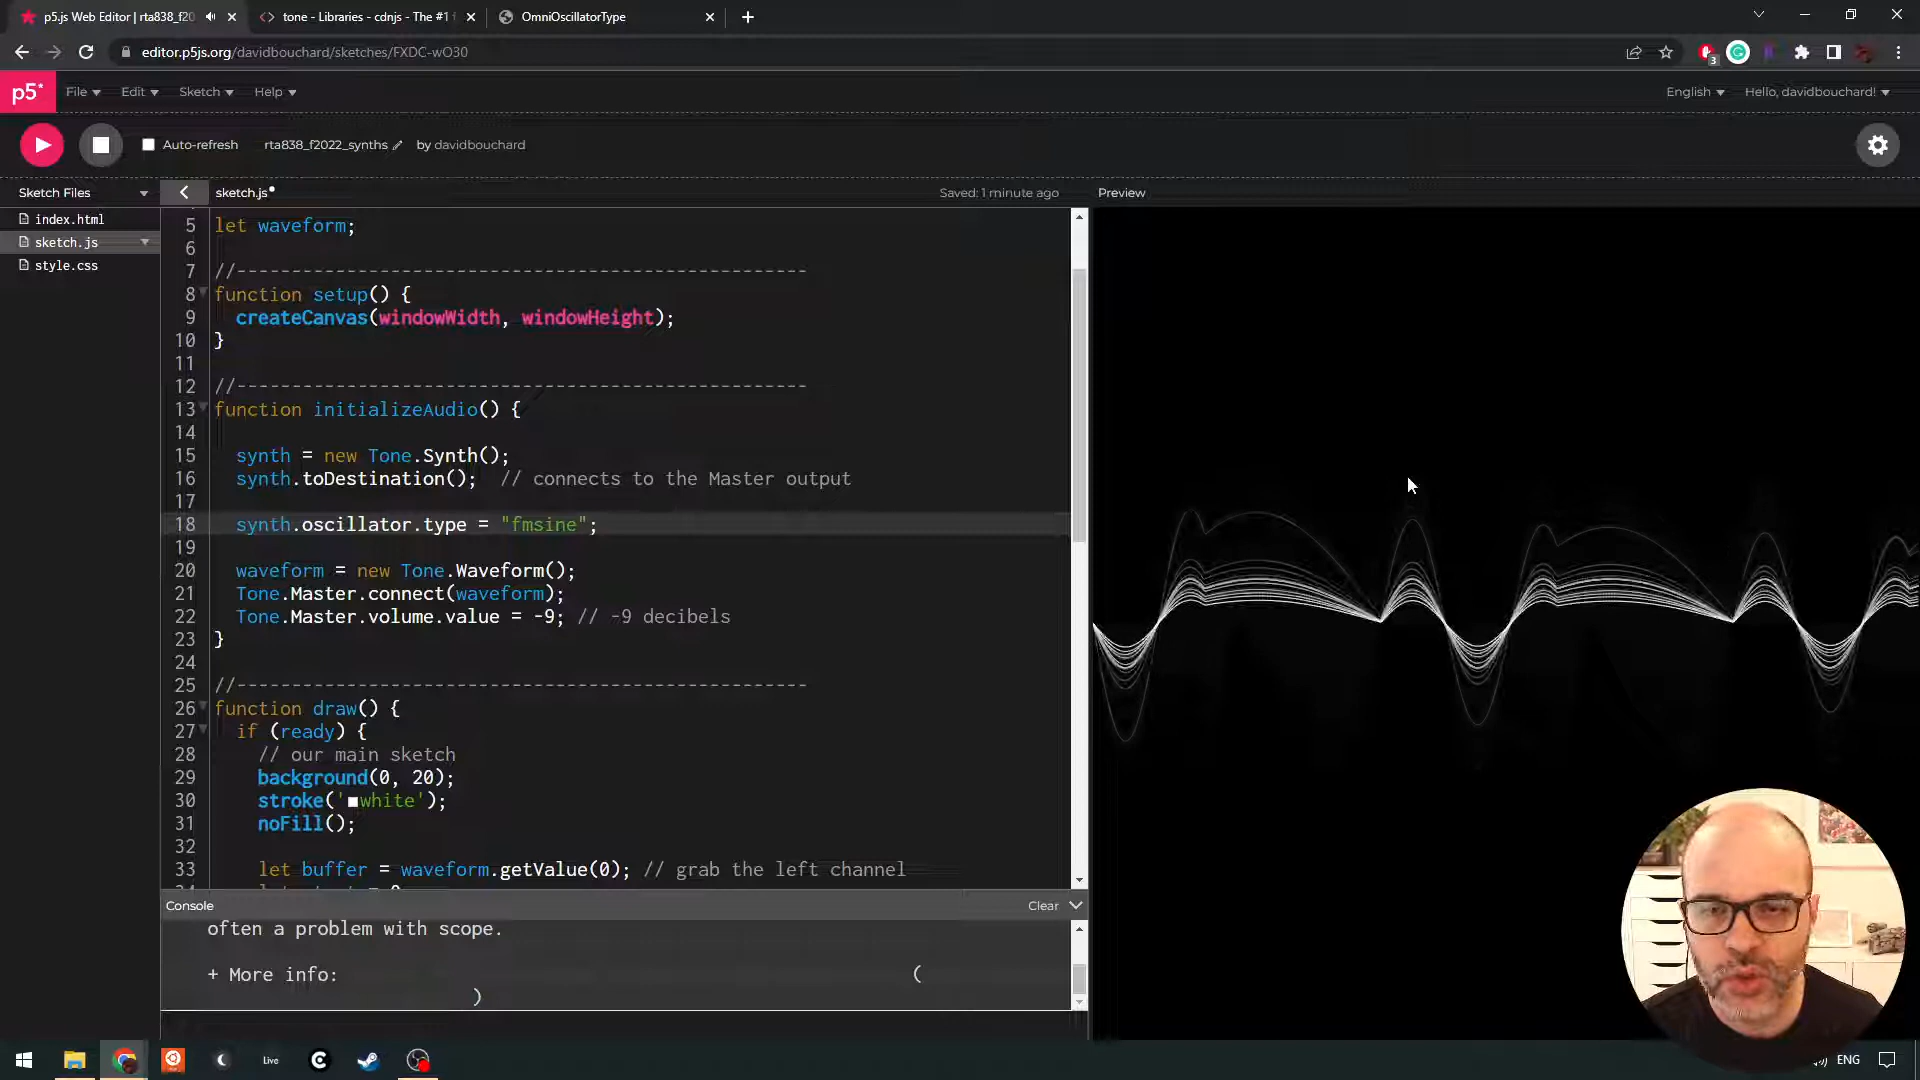 p5.js Web Editor | rta838_f20
tone - Libraries - cdnjs - The #1 f
OmniOscillatorType
editor.p5js.org/davidbouchard/sketches/FXDC-wO30
3
p5*
File
Edit
Sketch
Help
English
Hello, davidbouchard!
Auto-refresh
rta838_f2022_synths
by davidbouchard
Sketch Files
sketch.js
Saved: 1 minute ago
Preview
index.html
sketch.js
style.css
5 let waveform;
6
7 //----------------------------------------------------
8 function setup() {
9 createCanvas(windowWidth, windowHeight);
10 }
11
12 //----------------------------------------------------
13 function initializeAudio() {
14
15 synth = new Tone.Synth();
16 synth.toDestination(); // connects to the Master output
17
18 synth.oscillator.type = "fmsine";
19
20 waveform = new Tone.Waveform();
21 Tone.Master.connect(waveform);
22 Tone.Master.volume.value = -9; // -9 decibels
23 }
24
25 //----------------------------------------------------
26 function draw() {
27 if (ready) {
28 // our main sketch
29 background(0, 20);
30 stroke('white');
31 noFill();
32
33 let buffer = waveform.getValue(0); // grab the left channel
Console
Clear
often a problem with scope.
+ More info: (
)
Live
ENG